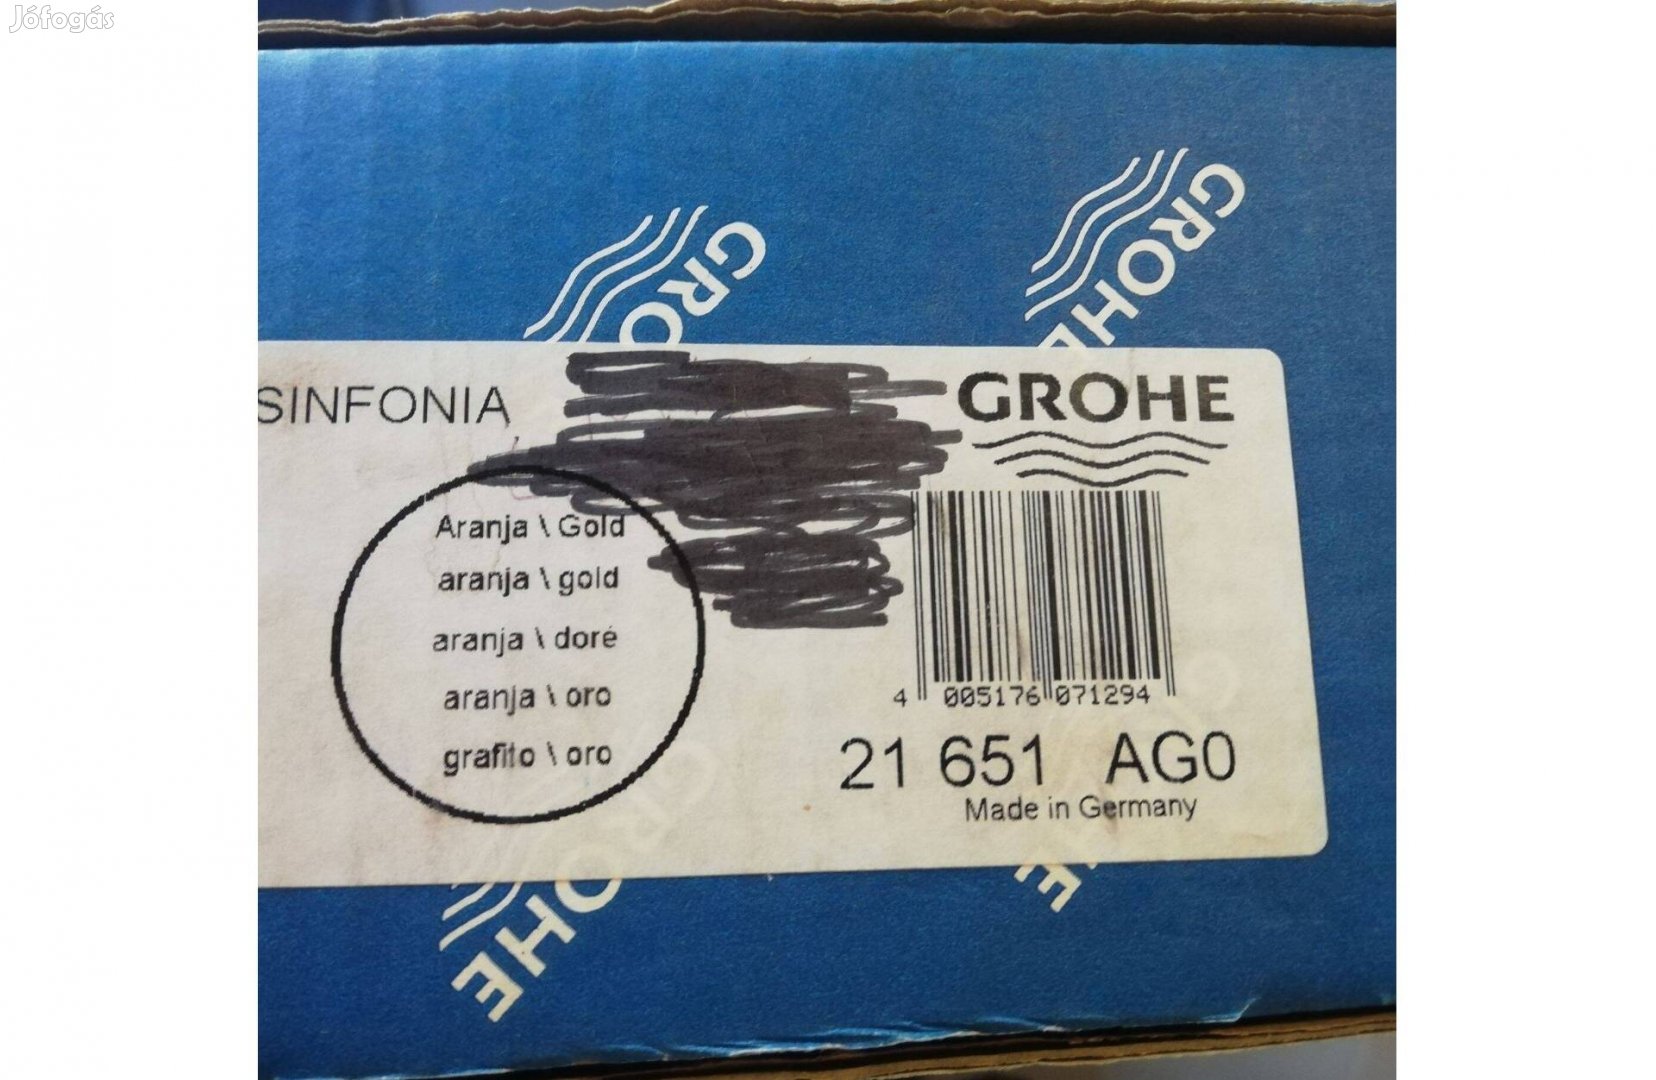 Jófogás
GROHE
GROHE
SINFONIA
GROHE
Aranja \ Gold
aranja \ gold
aranja \ doré
aranja \ oro
grafito \ oro
4 005176 071294
21 651 AG0
Made in Germany
GROHE
E